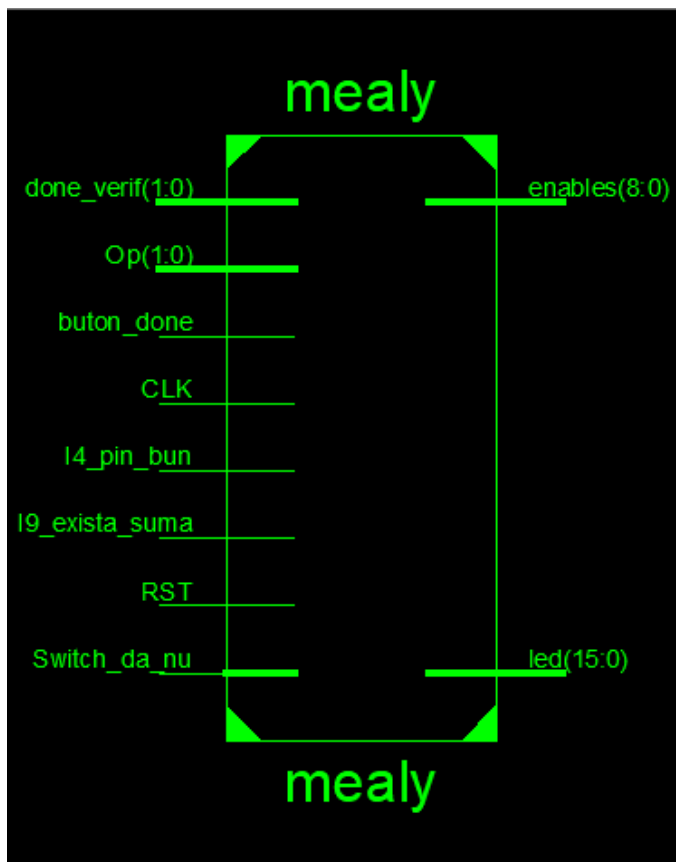 mealy
done_verif(1:0)
enables(8:0)
Op(1:0)
buton_done
CLK
I4_pin_bun
I9_exista_suma
RST
Switch_da_nu
led(15:0)
mealy